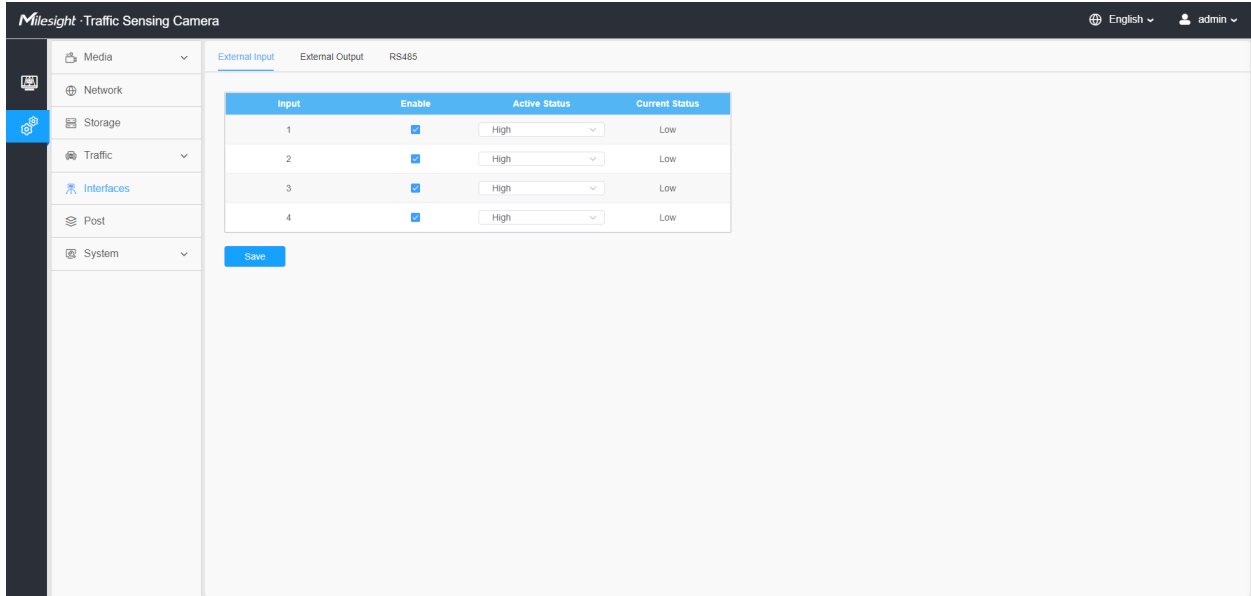 Milesight · Traffic Sensing Camera
English
admin
Media
Network
Storage
Traffic
Interfaces
Post
System
External Input External Output RS485
Input Enable Active Status Current Status
1 High Low
2 High Low
3 High Low
4 High Low
Save